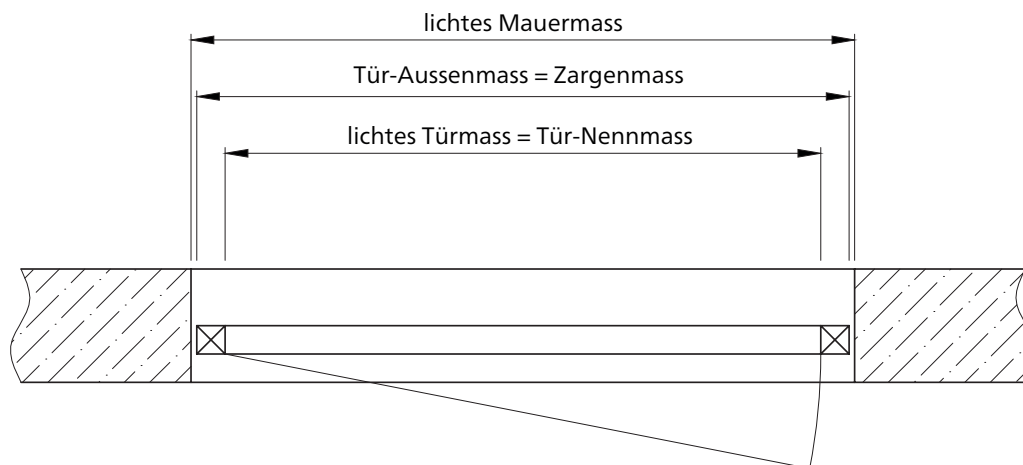 lichtes Mauermass
Tür-Aussenmass = Zargenmass
lichtes Türmass = Tür-Nennmass